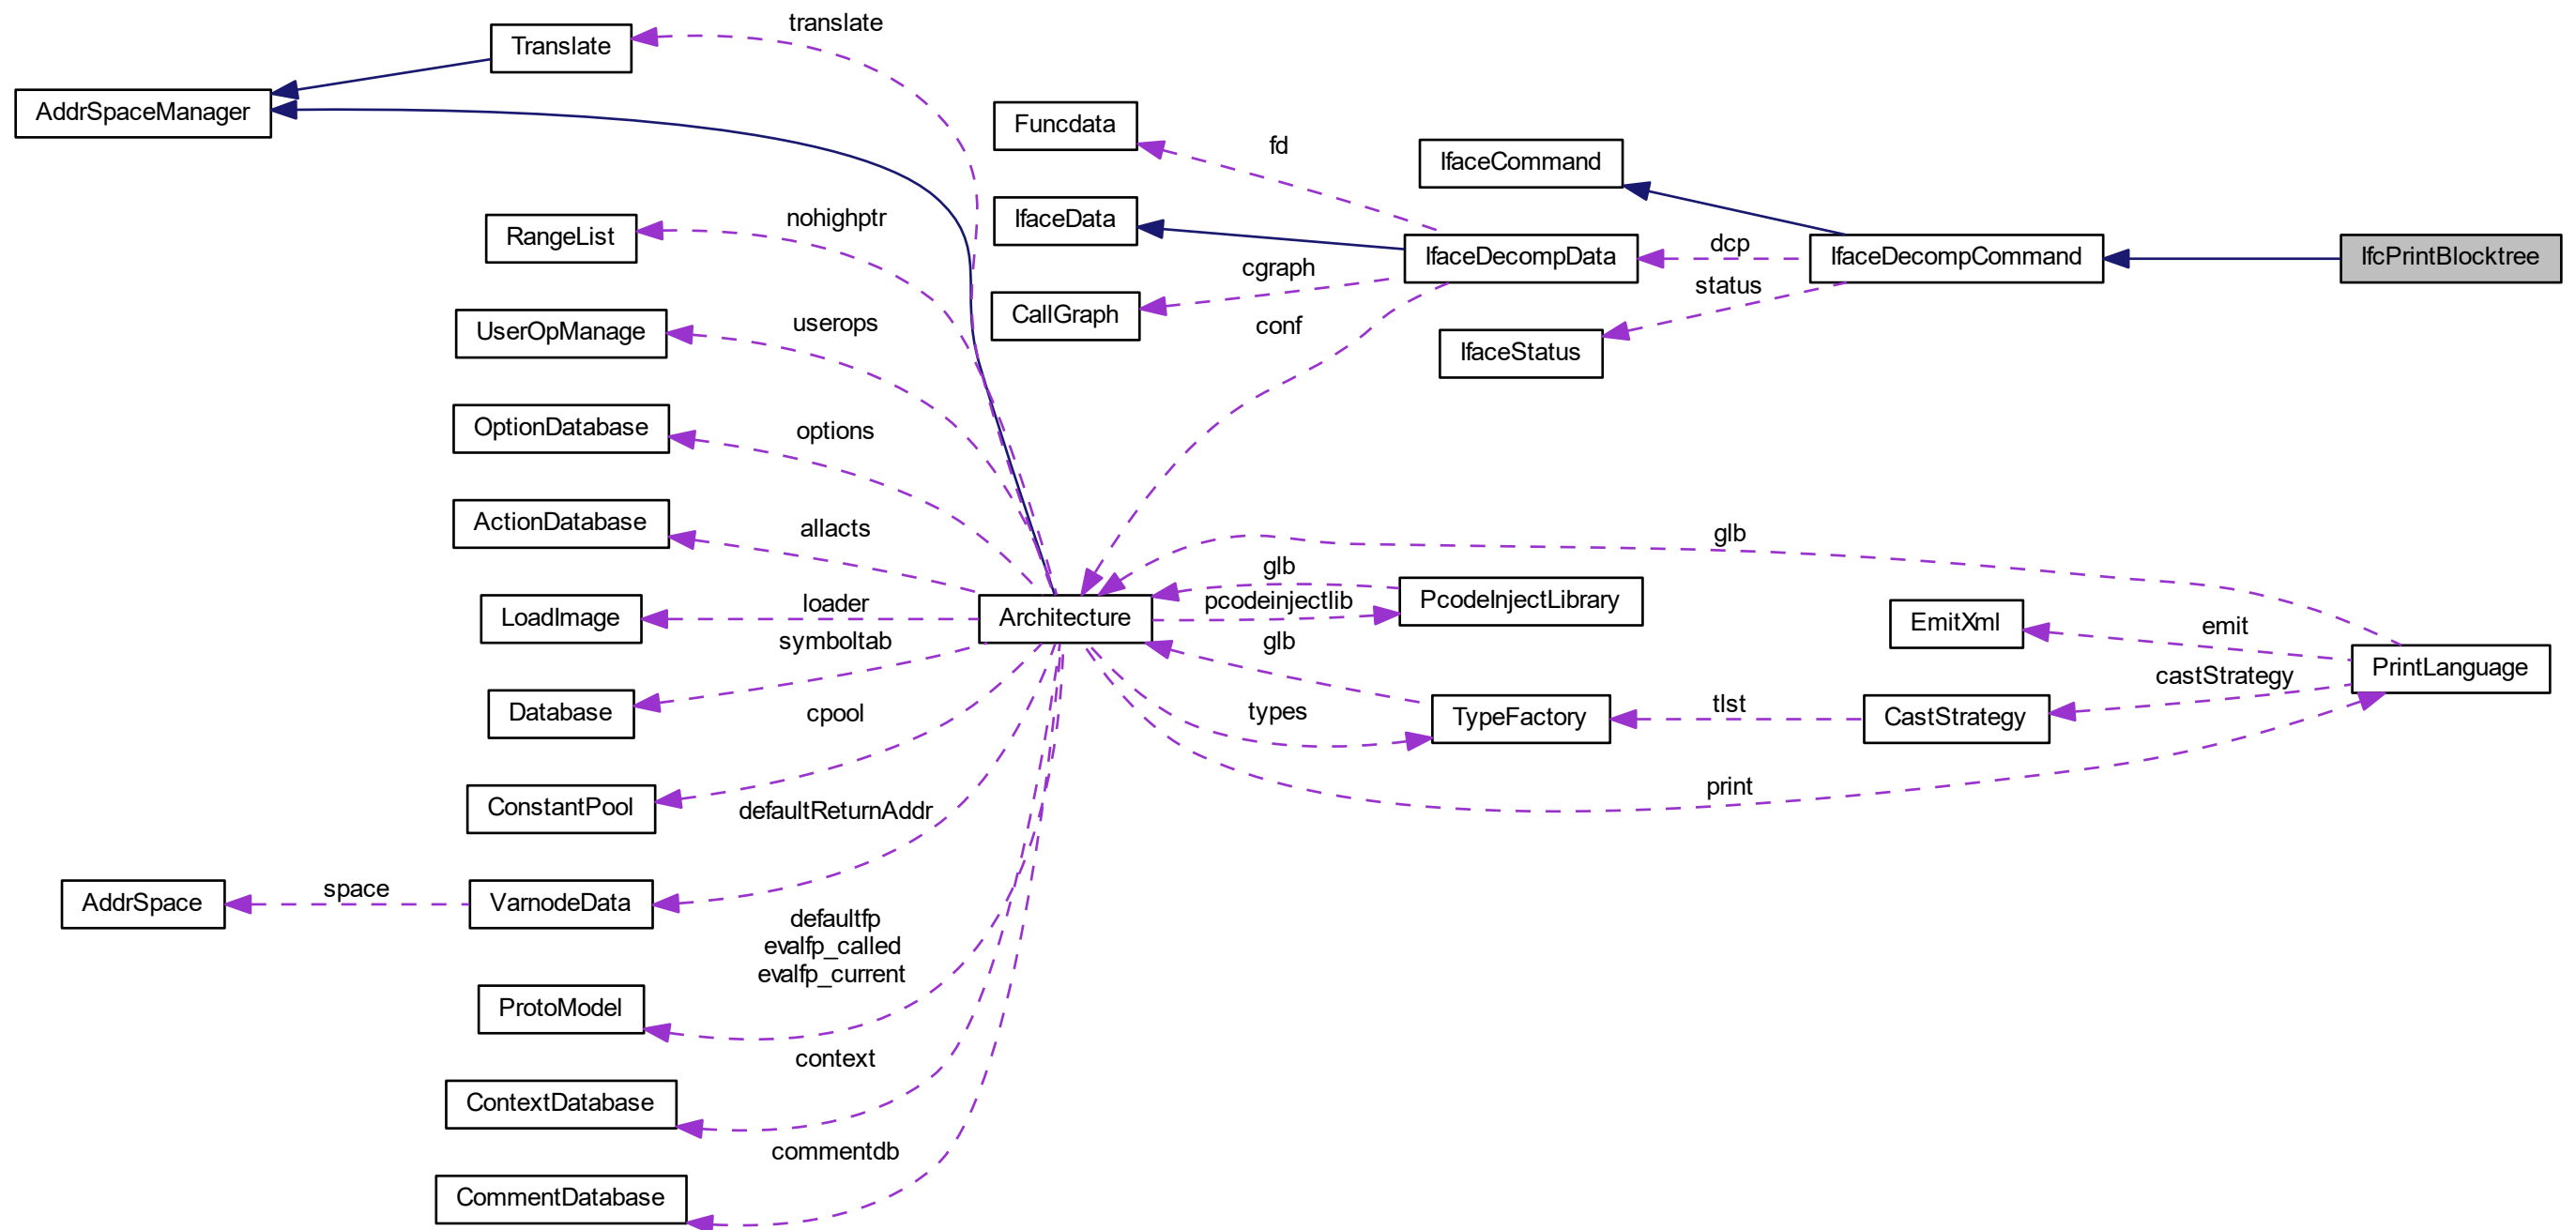 translate
Translate
AddrSpaceManager
Funcdata
fd
IfaceCommand
nohighptr
RangeList
IfaceData
IfaceDecompData
dcp
IfaceDecompCommand
IfcPrintBlocktree
cgraph
status
CallGraph
conf
userops
UserOpManage
IfaceStatus
OptionDatabase
options
ActionDatabase
allacts
glb
glb
LoadImage
loader
Architecture
pcodeinjectlib
PcodeInjectLibrary
EmitXml
emit
symboltab
glb
PrintLanguage
castStrategy
Database
cpool
types
TypeFactory
tlst
CastStrategy
print
ConstantPool
defaultReturnAddr
AddrSpace
space
VarnodeData
defaultfp
evalfp_called
evalfp_current
ProtoModel
context
ContextDatabase
commentdb
CommentDatabase